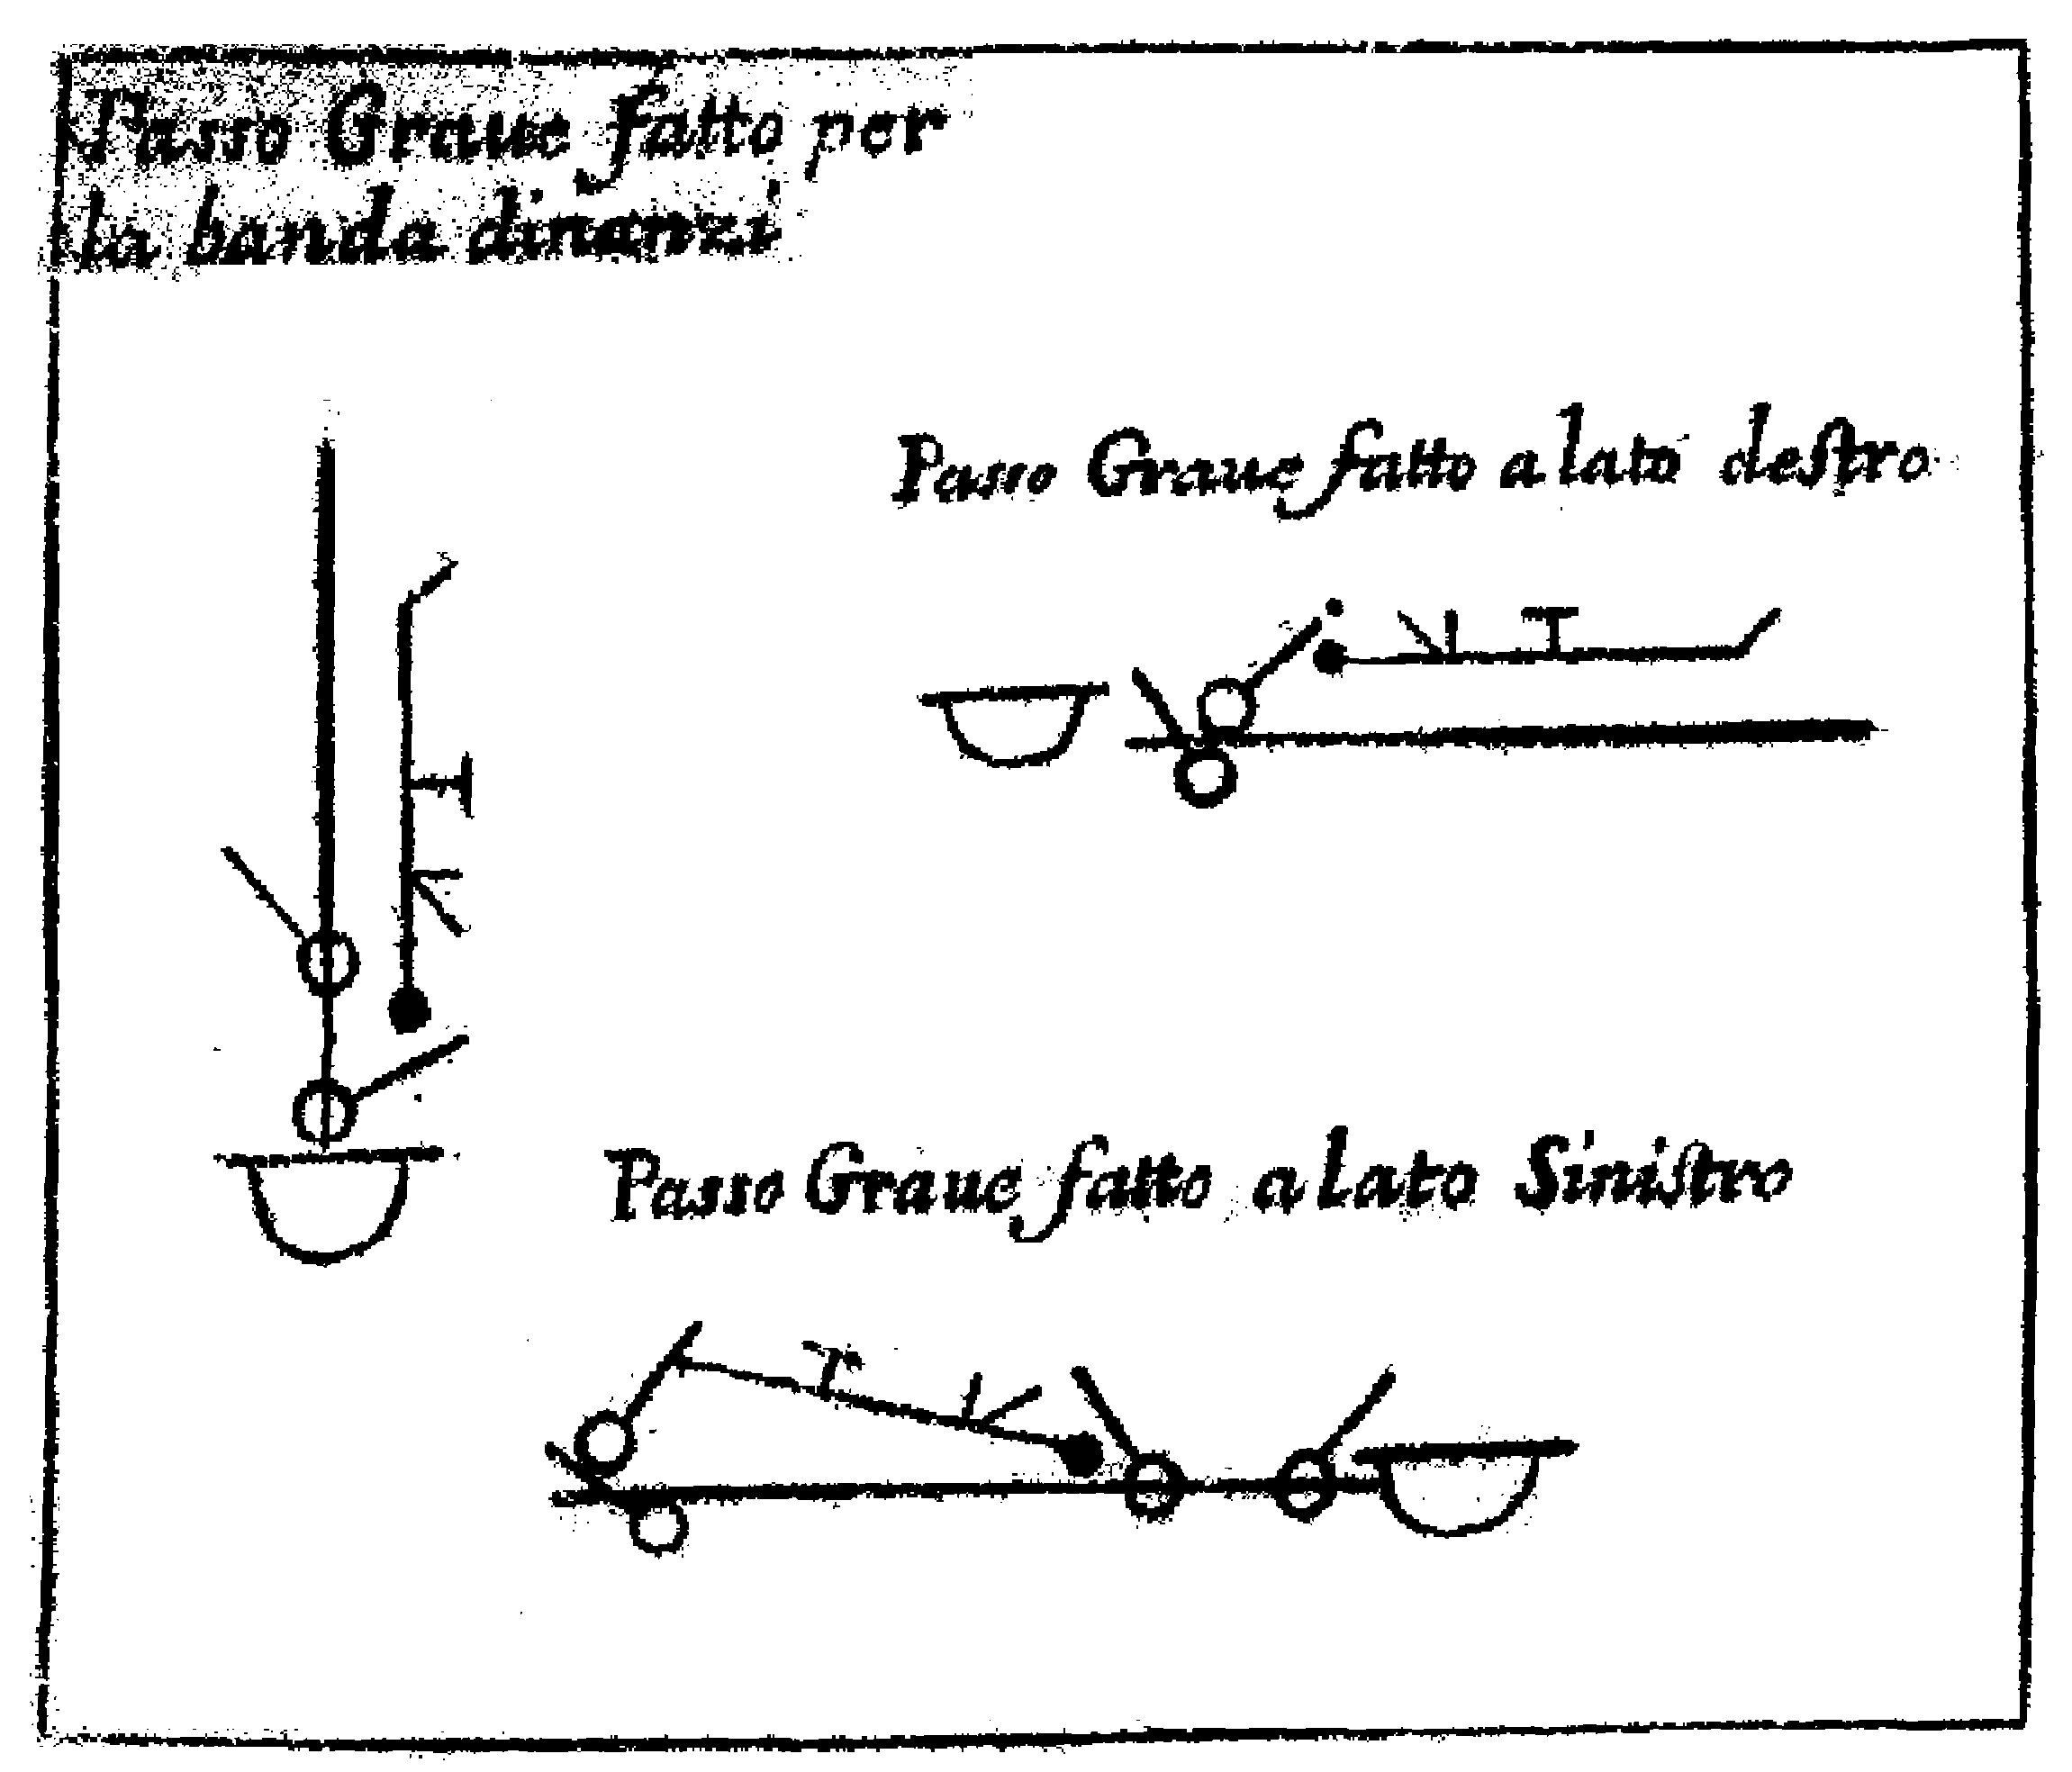 Passo Graue fatto per
la banda dinanzi
Passo Graue fatto a lato deſtro
Passo Graue fatto a lato Siniſtro